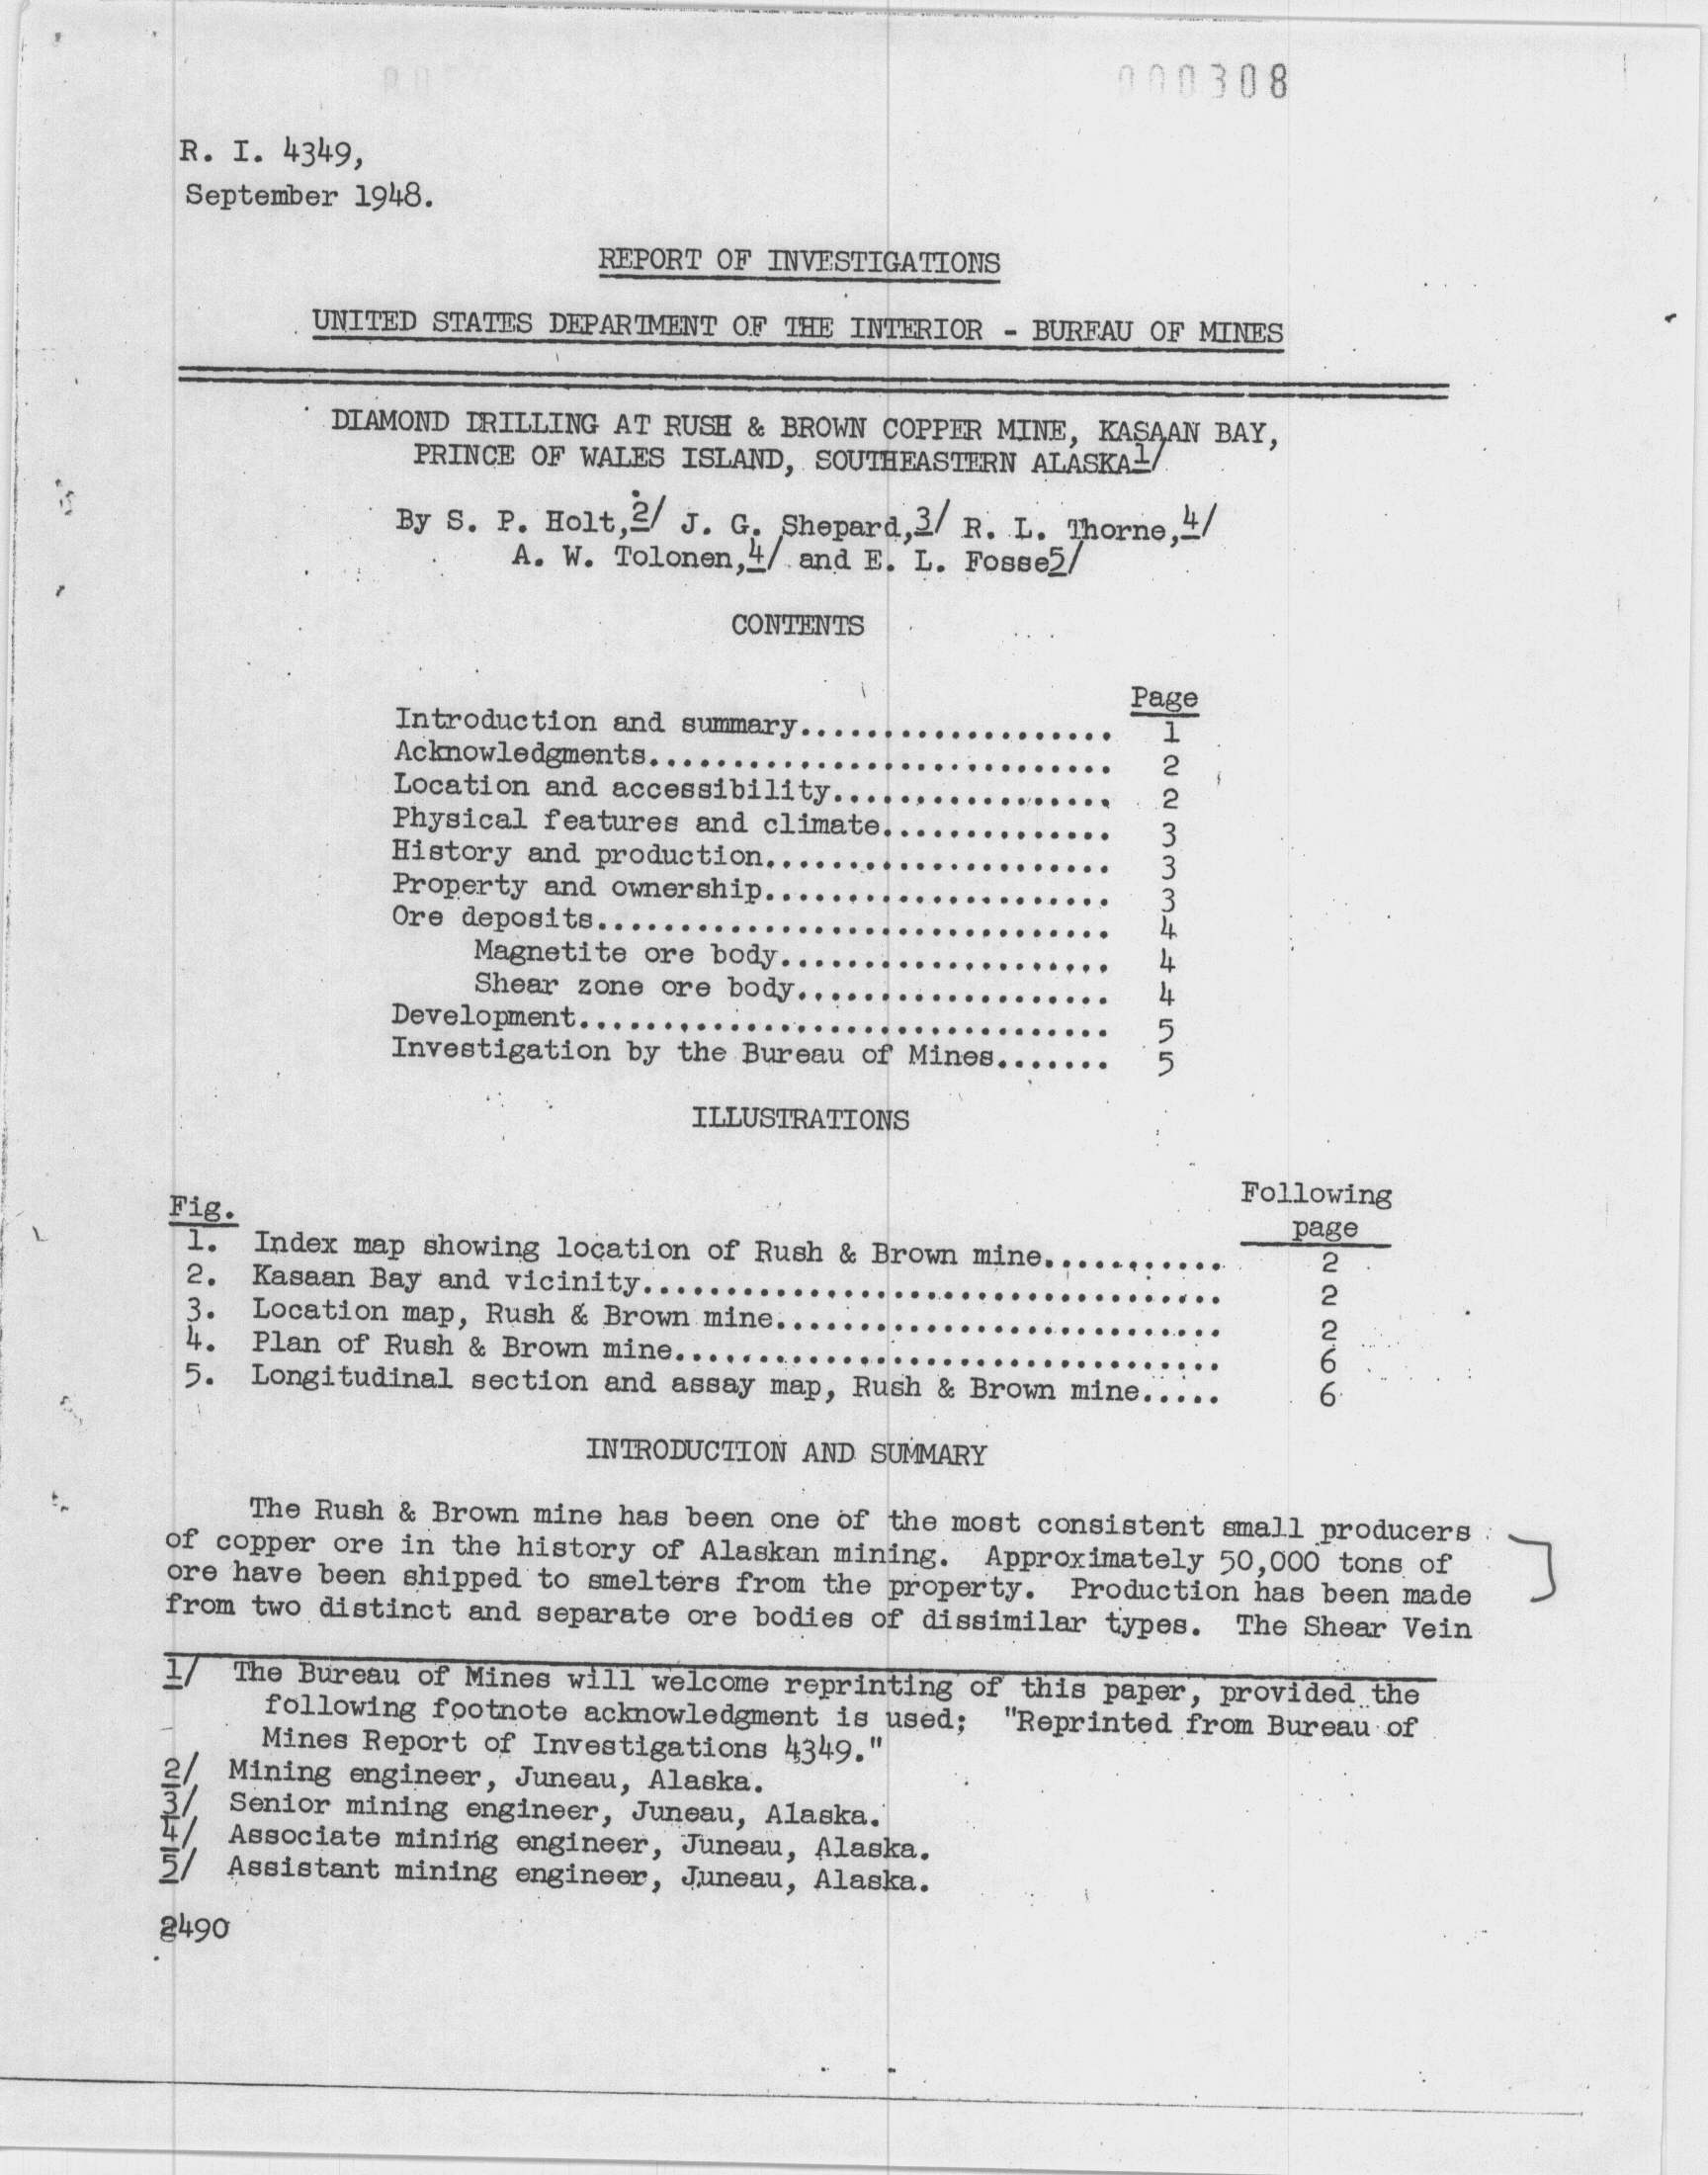 000308
R. I. 4349,
September 1948.
REPORT OF INVESTIGATIONS
UNITED STATES DEPARTMENT OF THE INTERIOR - BUREAU OF MINES
DIAMOND DRILLING AT RUSH & BROWN COPPER MINE, KASAAN BAY,
PRINCE OF WALES ISLAND, SOUTHEASTERN ALASKA1/
By S. P. Holt,2/ J. G. Shepard,3/ R. L. Thorne,4/
A. W. Tolonen,4/ and E. L. Fosse5/
CONTENTS
Page
Introduction and summary................... 1
Acknowledgments............................ 2
Location and accessibility................. 2
Physical features and climate.............. 3
History and production..................... 3
Property and ownership..................... 3
Ore deposits............................... 4
Magnetite ore body.................... 4
Shear zone ore body................... 4
Development................................ 5
Investigation by the Bureau of Mines....... 5
ILLUSTRATIONS
Following
Fig. page
1. Index map showing location of Rush & Brown mine........... 2
2. Kasaan Bay and vicinity................................... 2
3. Location map, Rush & Brown mine........................... 2
4. Plan of Rush & Brown mine................................. 6
5. Longitudinal section and assay map, Rush & Brown mine..... 6
INTRODUCTION AND SUMMARY
The Rush & Brown mine has been one of the most consistent small producers
of copper ore in the history of Alaskan mining. Approximately 50,000 tons of
ore have been shipped to smelters from the property. Production has been made
from two distinct and separate ore bodies of dissimilar types. The Shear Vein
1/ The Bureau of Mines will welcome reprinting of this paper, provided the
following footnote acknowledgment is used; "Reprinted from Bureau of
Mines Report of Investigations 4349."
2/ Mining engineer, Juneau, Alaska.
3/ Senior mining engineer, Juneau, Alaska.
4/ Associate mining engineer, Juneau, Alaska.
5/ Assistant mining engineer, Juneau, Alaska.
2490